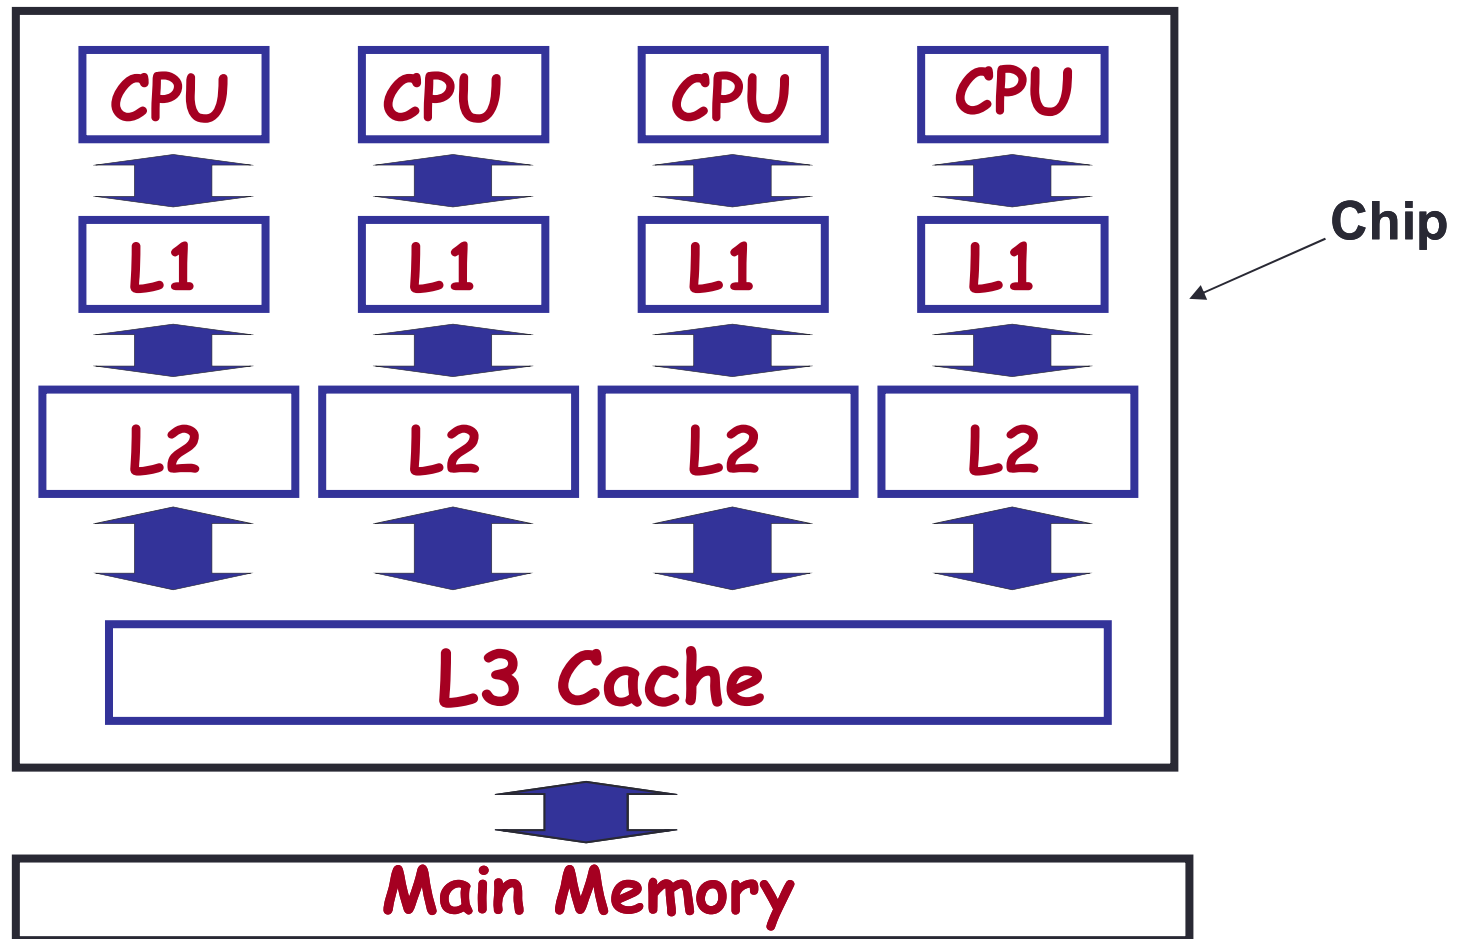 CPU CPU CPU CPU
L1 L1 L1 L1
Chip
L2 L2 L2 L2
L3 Cache
Main Memory